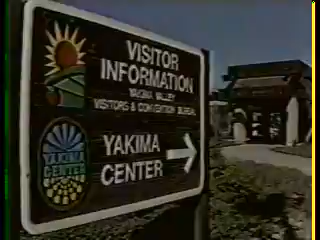 VISITOR
INFORMATION
YAKIMA VALLEY
VISITORS & CONVENTION BUREAU
YAKIMA
CENTER
YAKIMA
CENTER